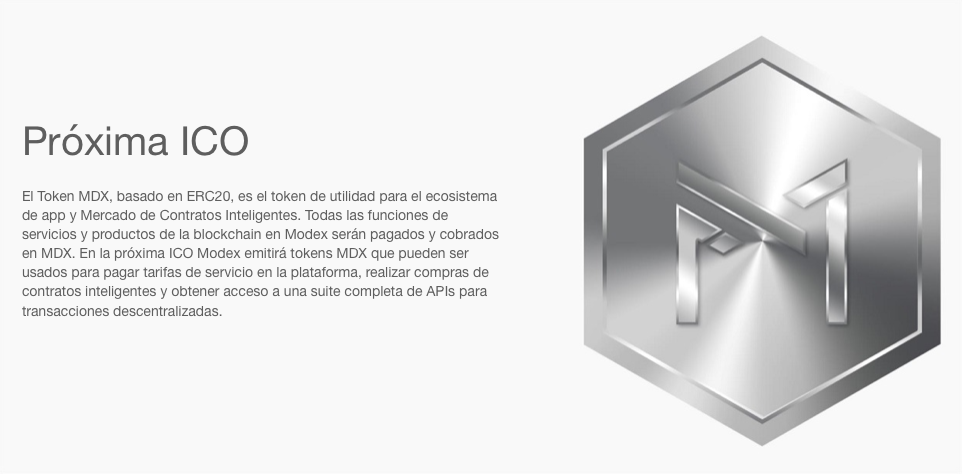 Próxima ICO
El Token MDX, basado en ERC20, es el token de utilidad para el ecosistema
de app y Mercado de Contratos Inteligentes. Todas las funciones de
servicios y productos de la blockchain en Modex serán pagados y cobrados
en MDX. En la próxima ICO Modex emitirá tokens MDX que pueden ser
usados para pagar tarifas de servicio en la plataforma, realizar compras de
contratos inteligentes y obtener acceso a una suite completa de APIs para
transacciones descentralizadas.
M